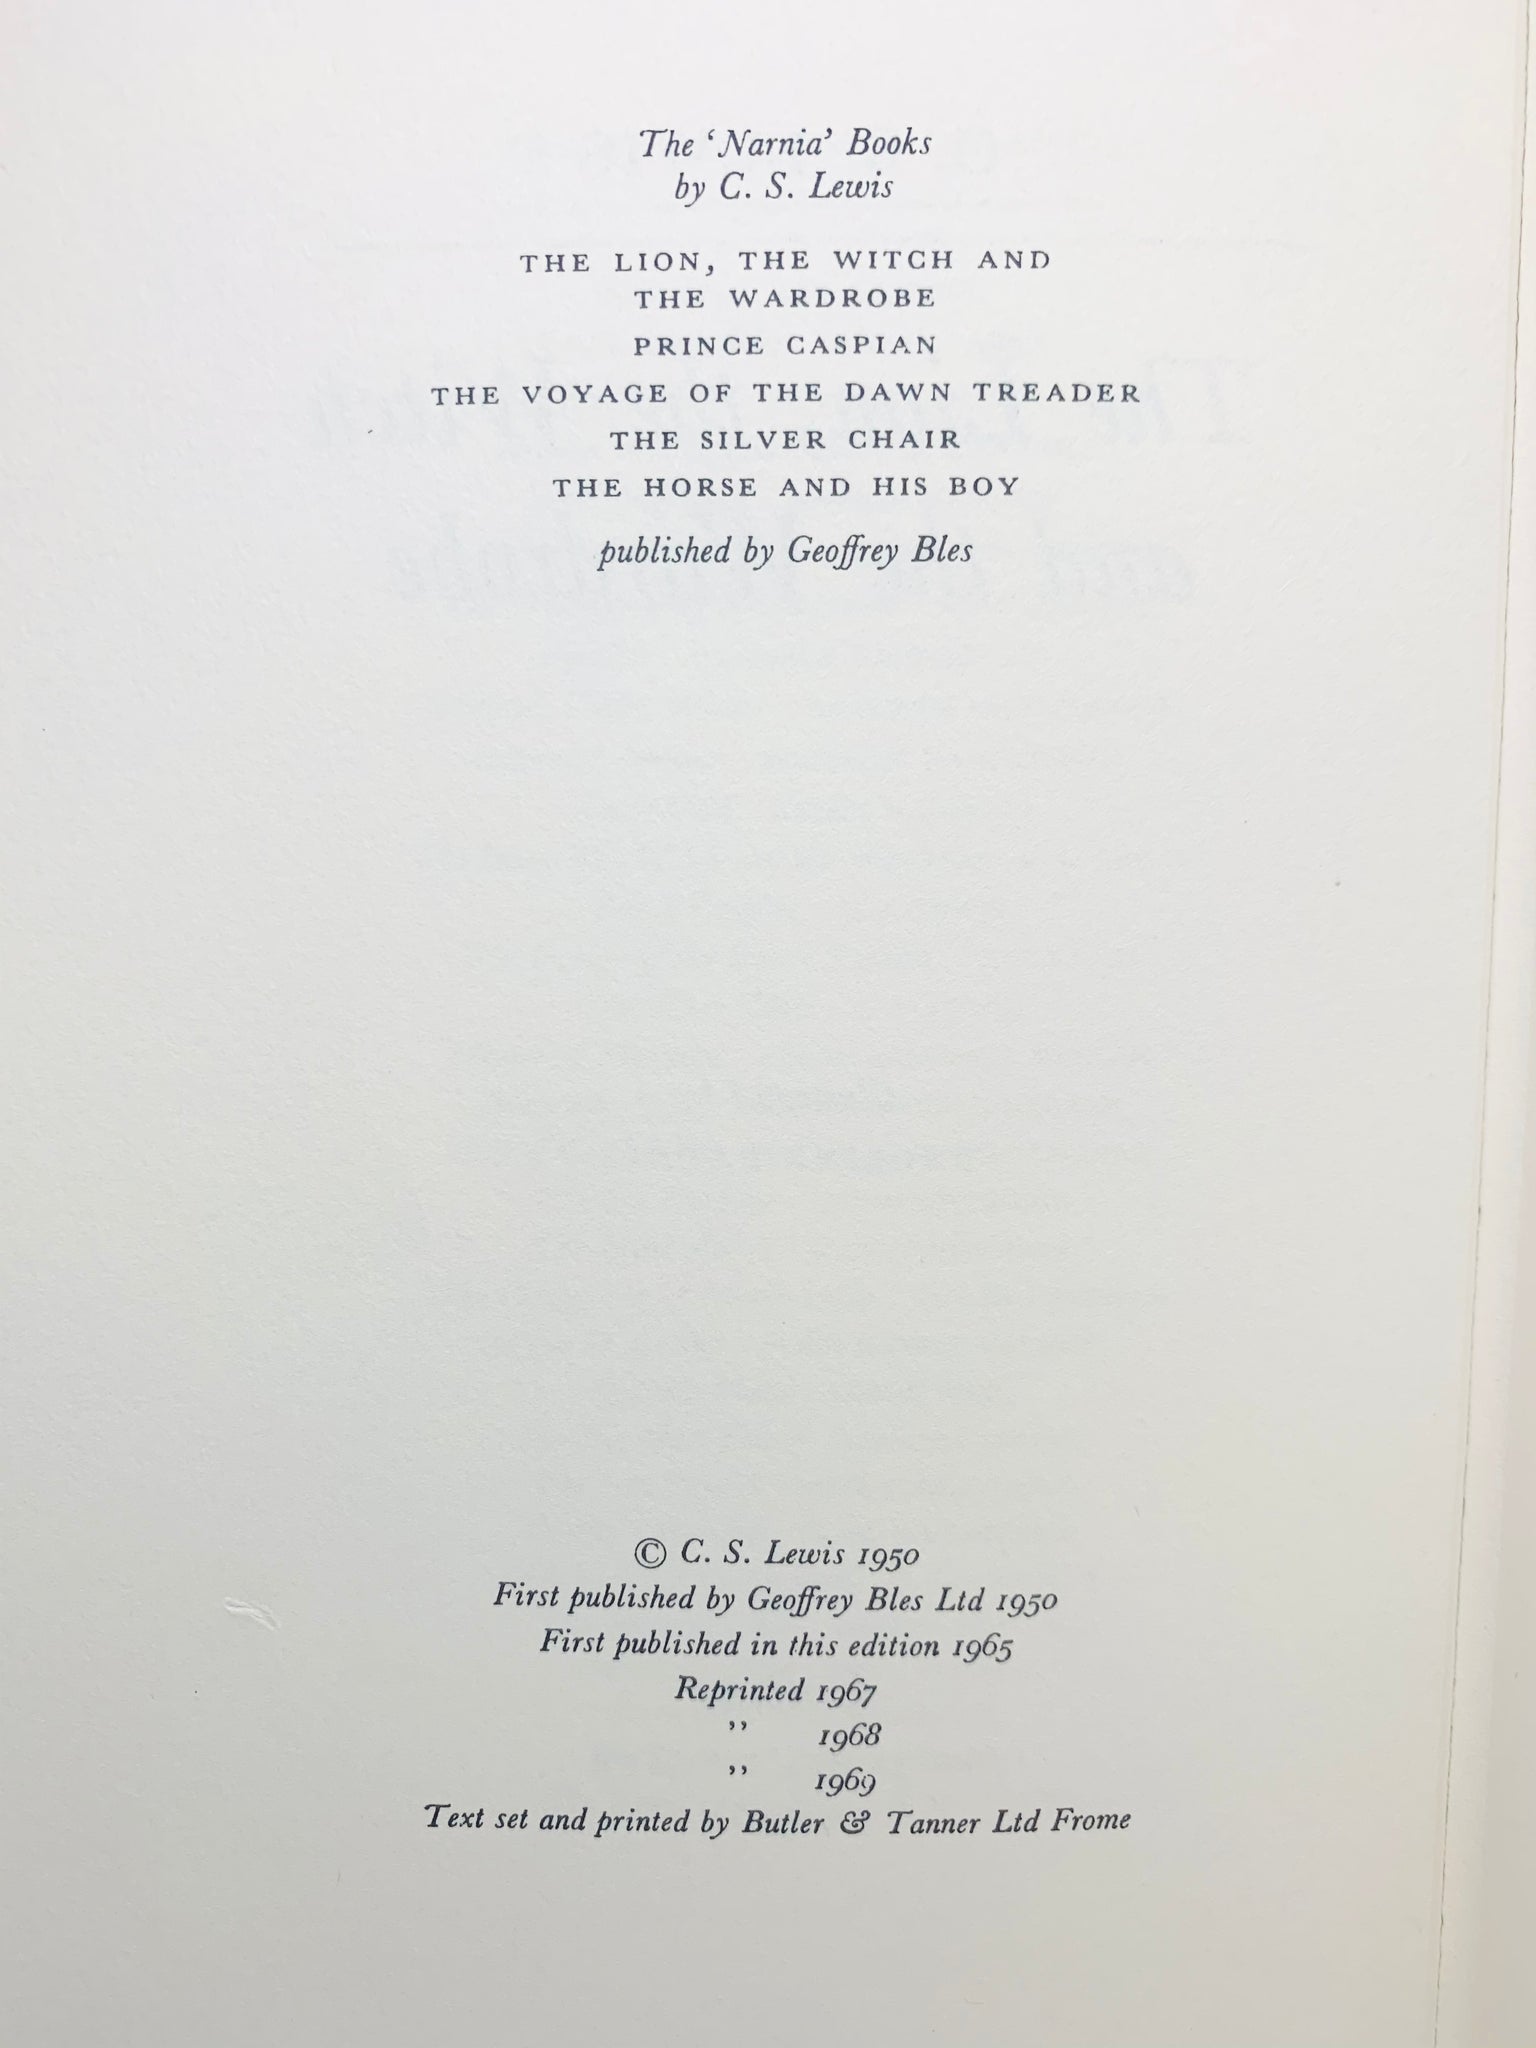 The ‘Narnia’ Books
by C. S. Lewis
THE LION, THE WITCH AND
THE WARDROBE
PRINCE CASPIAN
THE VOYAGE OF THE DAWN TREADER
THE SILVER CHAIR
THE HORSE AND HIS BOY
published by Geoffrey Bles
© C. S. Lewis 1950
First published by Geoffrey Bles Ltd 1950
First published in this edition 1965
Reprinted 1967
” 1968
” 1969
Text set and printed by Butler & Tanner Ltd Frome